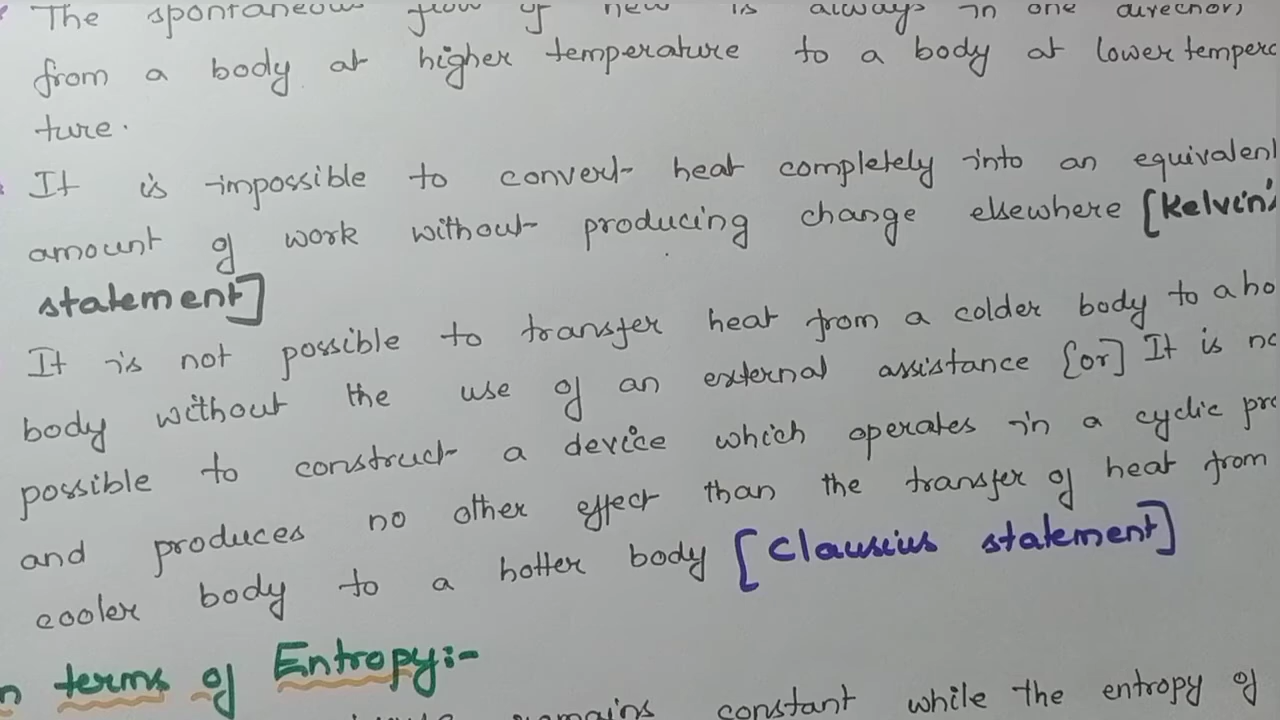 The spontaneous flow of is always in one
from a body at higher temperature to a body at lower tempera
ture.
It is impossible to convert heat completely into an equivalent
amount of work without producing change elsewhere [Kelvin's
statement]
It is not possible to transfer heat from a colder body to a ho
body without the use of an external assistance [or] It is no
possible to construct a device which operates in a cyclic pro
and produces no other effect than the transfer of heat from
cooler body to a hotter body [Clausius statement]
n terms of Entropy:-
remains constant while the entropy of